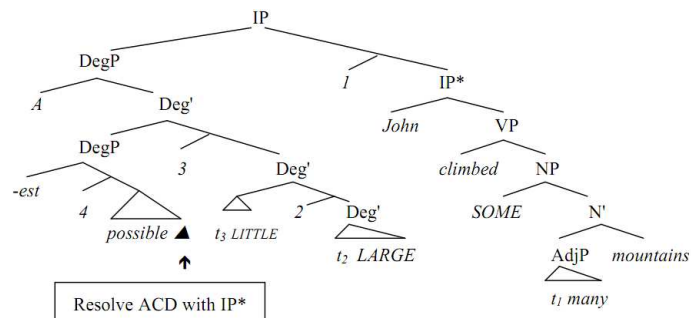 IP
DegP
1
IP*
A
Deg'
John
VP
DegP
3
Deg'
climbed
NP
-est
4
2
Deg'
SOME
N'
possible
t3 LITTLE
t2 LARGE
AdjP
mountains
t1 many
Resolve ACD with IP*